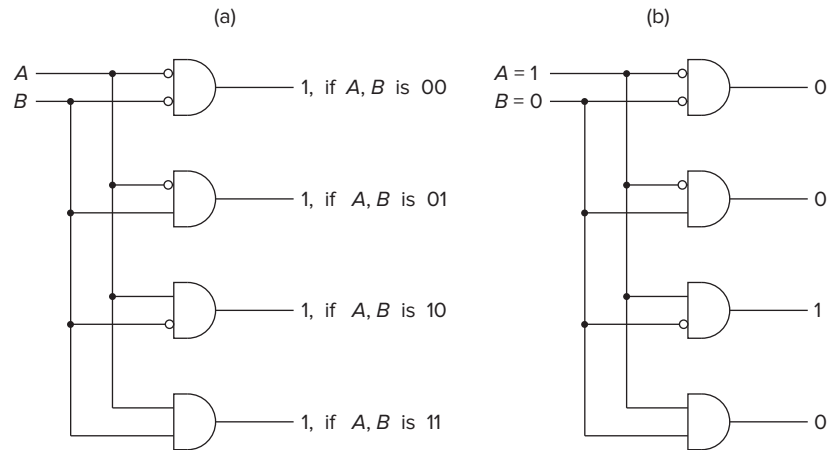 (a)
A
B
1, if A, B is 00
1, if A, B is 01
1, if A, B is 10
1, if A, B is 11
(b)
A = 1
B = 0
0
0
1
0